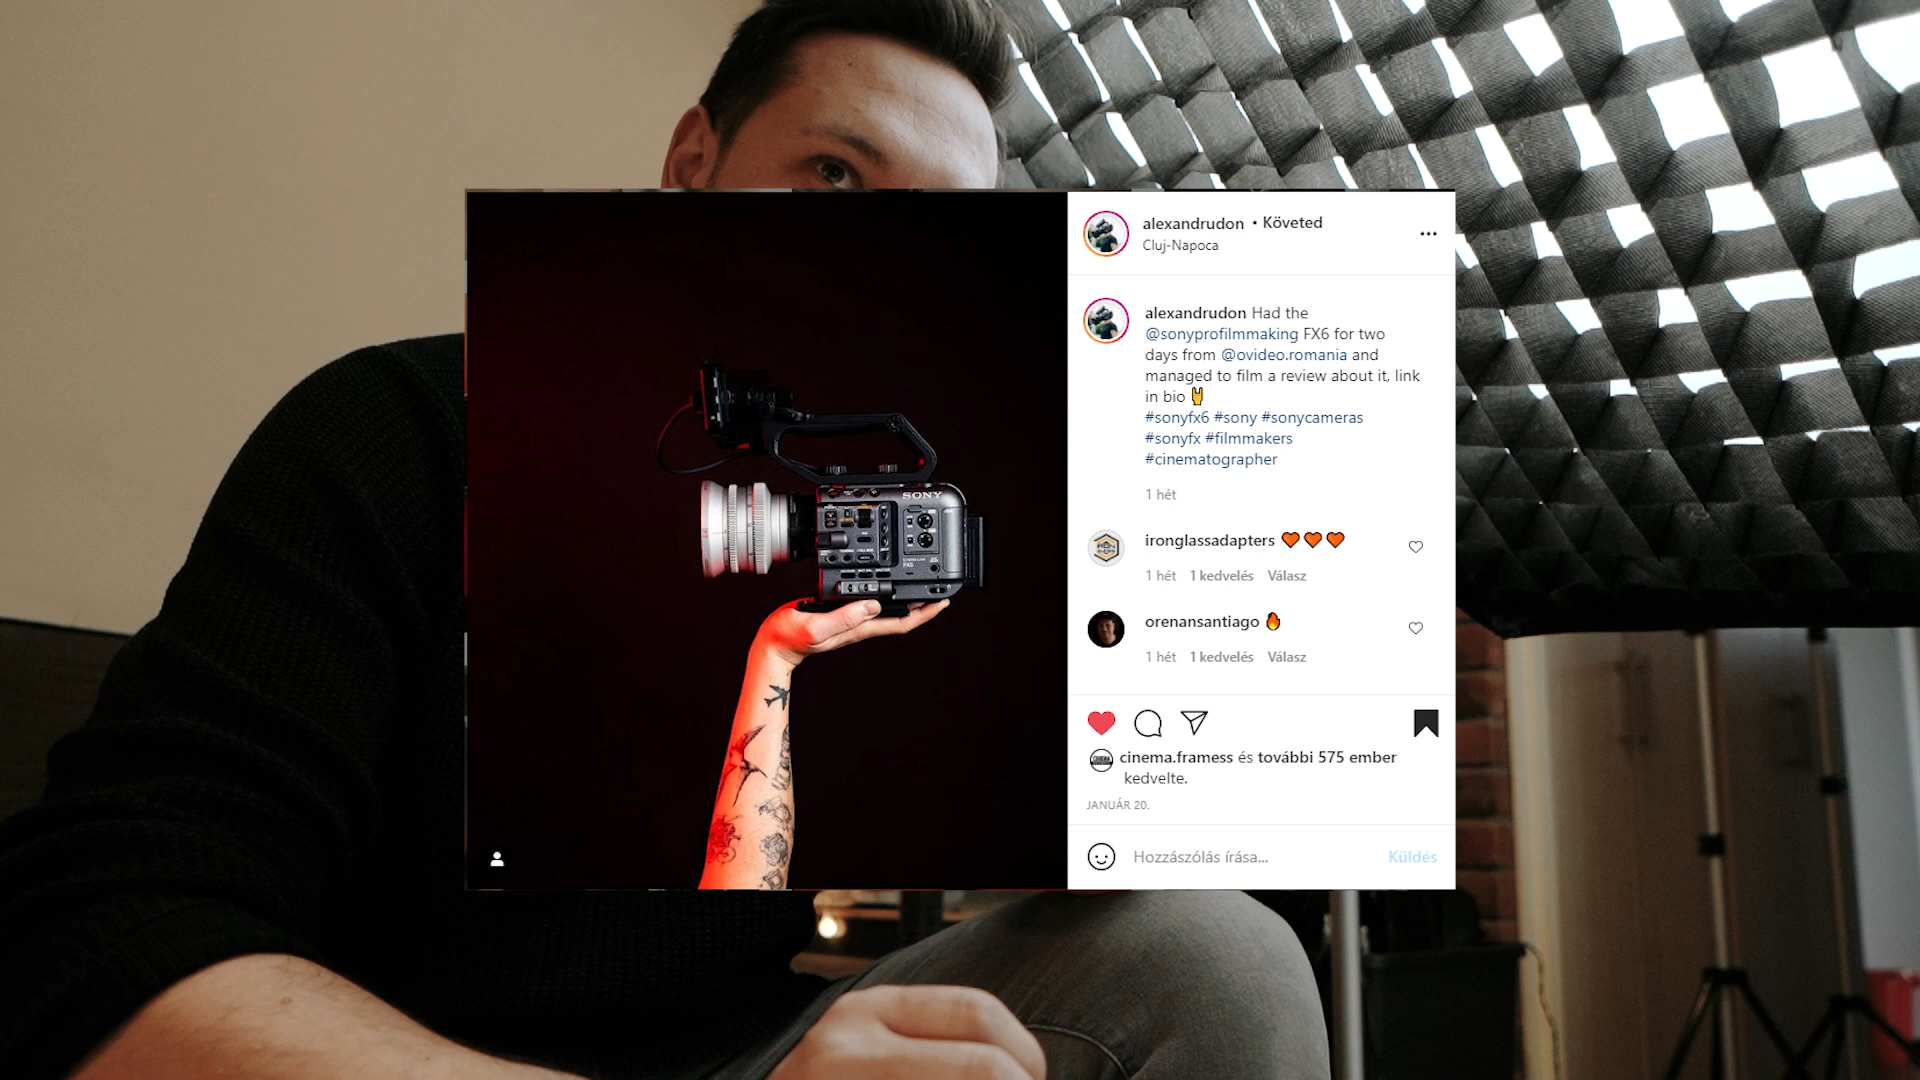 alexandrudon • Követed
Cluj-Napoca
alexandrudon Had the
@sonyprofilmmaking FX6 for two
days from @ovideo.romania and
managed to film a review about it, link
in bio 🤘
#sonyfx6 #sony #sonycameras
#sonyfx #filmmakers
#cinematographer
1 hét
ironglassadapters 🧡🧡🧡
1 hét 1 kedvelés Válasz
orenansantiago 🔥
1 hét 1 kedvelés Válasz
cinema.framess és további 575 ember
kedvelte.
JANUÁR 20.
Hozzászólás írása... Küldés
SONY
FX6